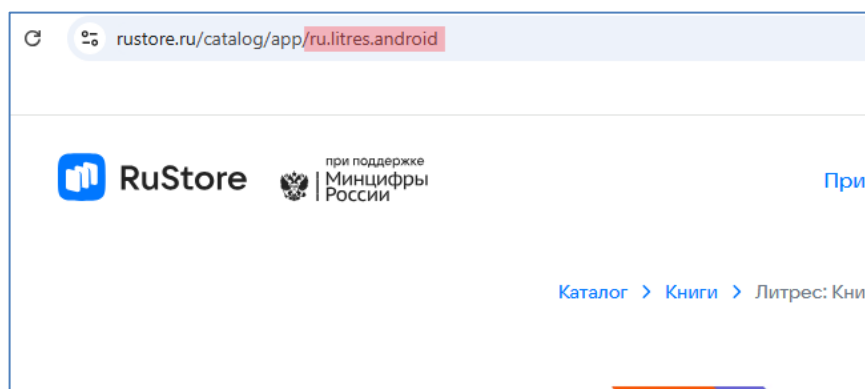 rustore.ru/catalog/app/ru.litres.android
RuStore
при поддержке
Минцифры
России
При
Каталог > Книги > Литрес: Кни